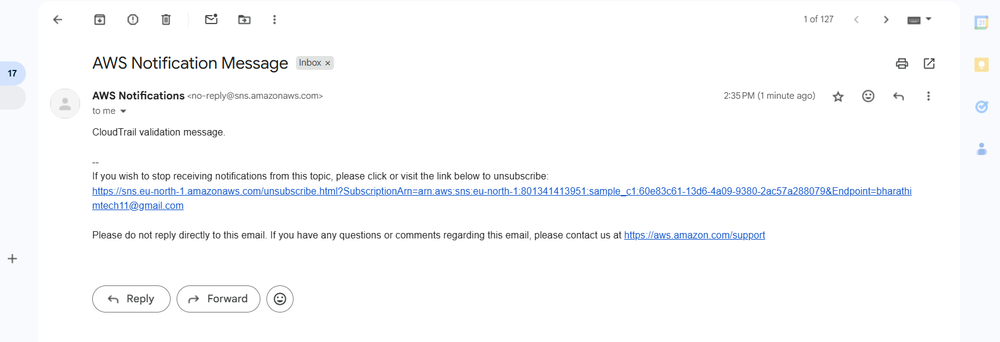 1 of 127
31
AWS Notification Message Inbox ×
17
AWS Notifications <no-reply@sns.amazonaws.com> 2:35 PM (1 minute ago)
to me
CloudTrail validation message.
--
If you wish to stop receiving notifications from this topic, please click or visit the link below to unsubscribe:
https://sns.eu-north-1.amazonaws.com/unsubscribe.html?SubscriptionArn=arn:aws:sns:eu-north-1:801341413951:sample_c1:60e83c61-13d6-4a09-9380-2ac57a288079&Endpoint=bharathi
mtech11@gmail.com
Please do not reply directly to this email. If you have any questions or comments regarding this email, please contact us at https://aws.amazon.com/support
Reply Forward